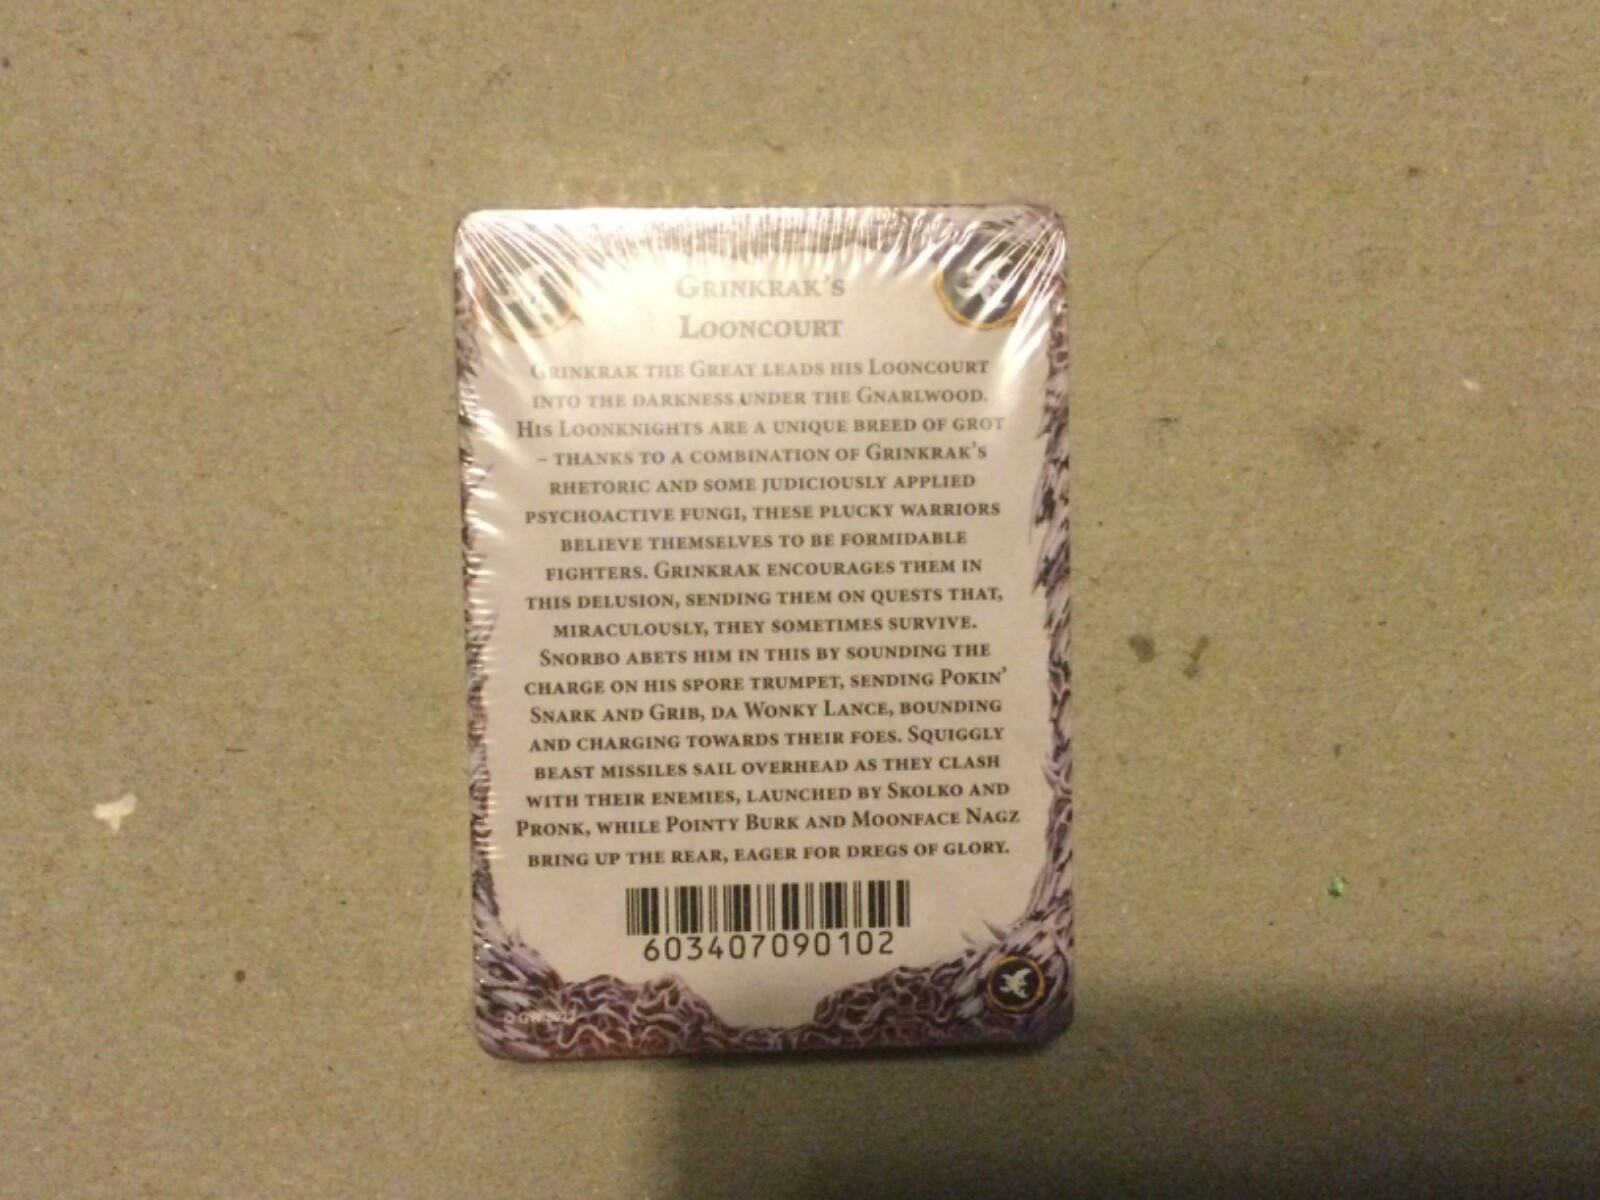 Grinkrak's
Looncourt
Grinkrak the Great leads his Looncourt
into the darkness under the Gnarlwood.
His Loonknights are a unique breed of grot
– thanks to a combination of Grinkrak's
rhetoric and some judiciously applied
psychoactive fungi, these plucky warriors
believe themselves to be formidable
fighters. Grinkrak encourages them in
this delusion, sending them on quests that,
miraculously, they sometimes survive.
Snorbo abets him in this by sounding the
charge on his spore trumpet, sending Pokin'
Snark and Grib, da Wonky Lance, bounding
and charging towards their foes. Squiggly
beast missiles sail overhead as they clash
with their enemies, launched by Skolko and
Pronk, while Pointy Burk and Moonface Nagz
bring up the rear, eager for dregs of glory.
603407090102
© GW